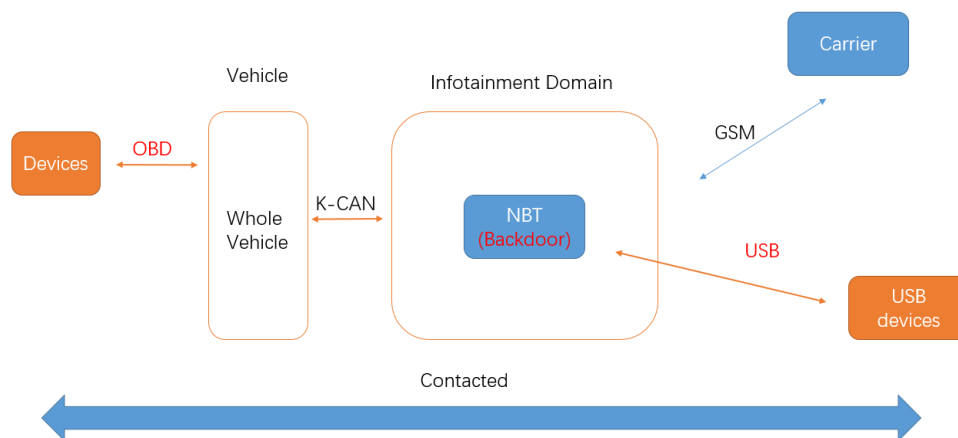 Carrier
Vehicle
Infotainment Domain
GSM
OBD
Devices
K-CAN
Whole
Vehicle
NBT
(Backdoor)
USB
USB
devices
Contacted